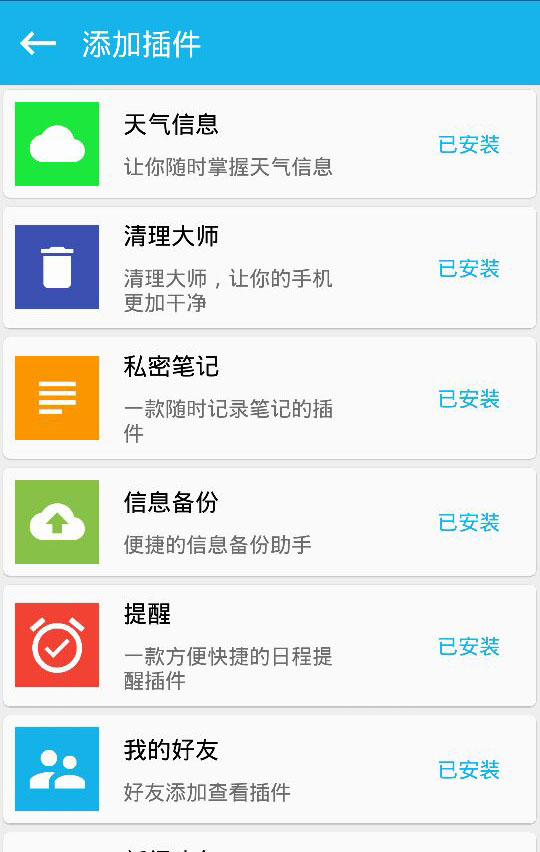 添加插件
天气信息
让你随时掌握天气信息
已安装
清理大师
清理大师，让你的手机
更加干净
已安装
私密笔记
一款随时记录笔记的插
件
已安装
信息备份
便捷的信息备份助手
已安装
提醒
一款方便快捷的日程提
醒插件
已安装
我的好友
好友添加查看插件
已安装